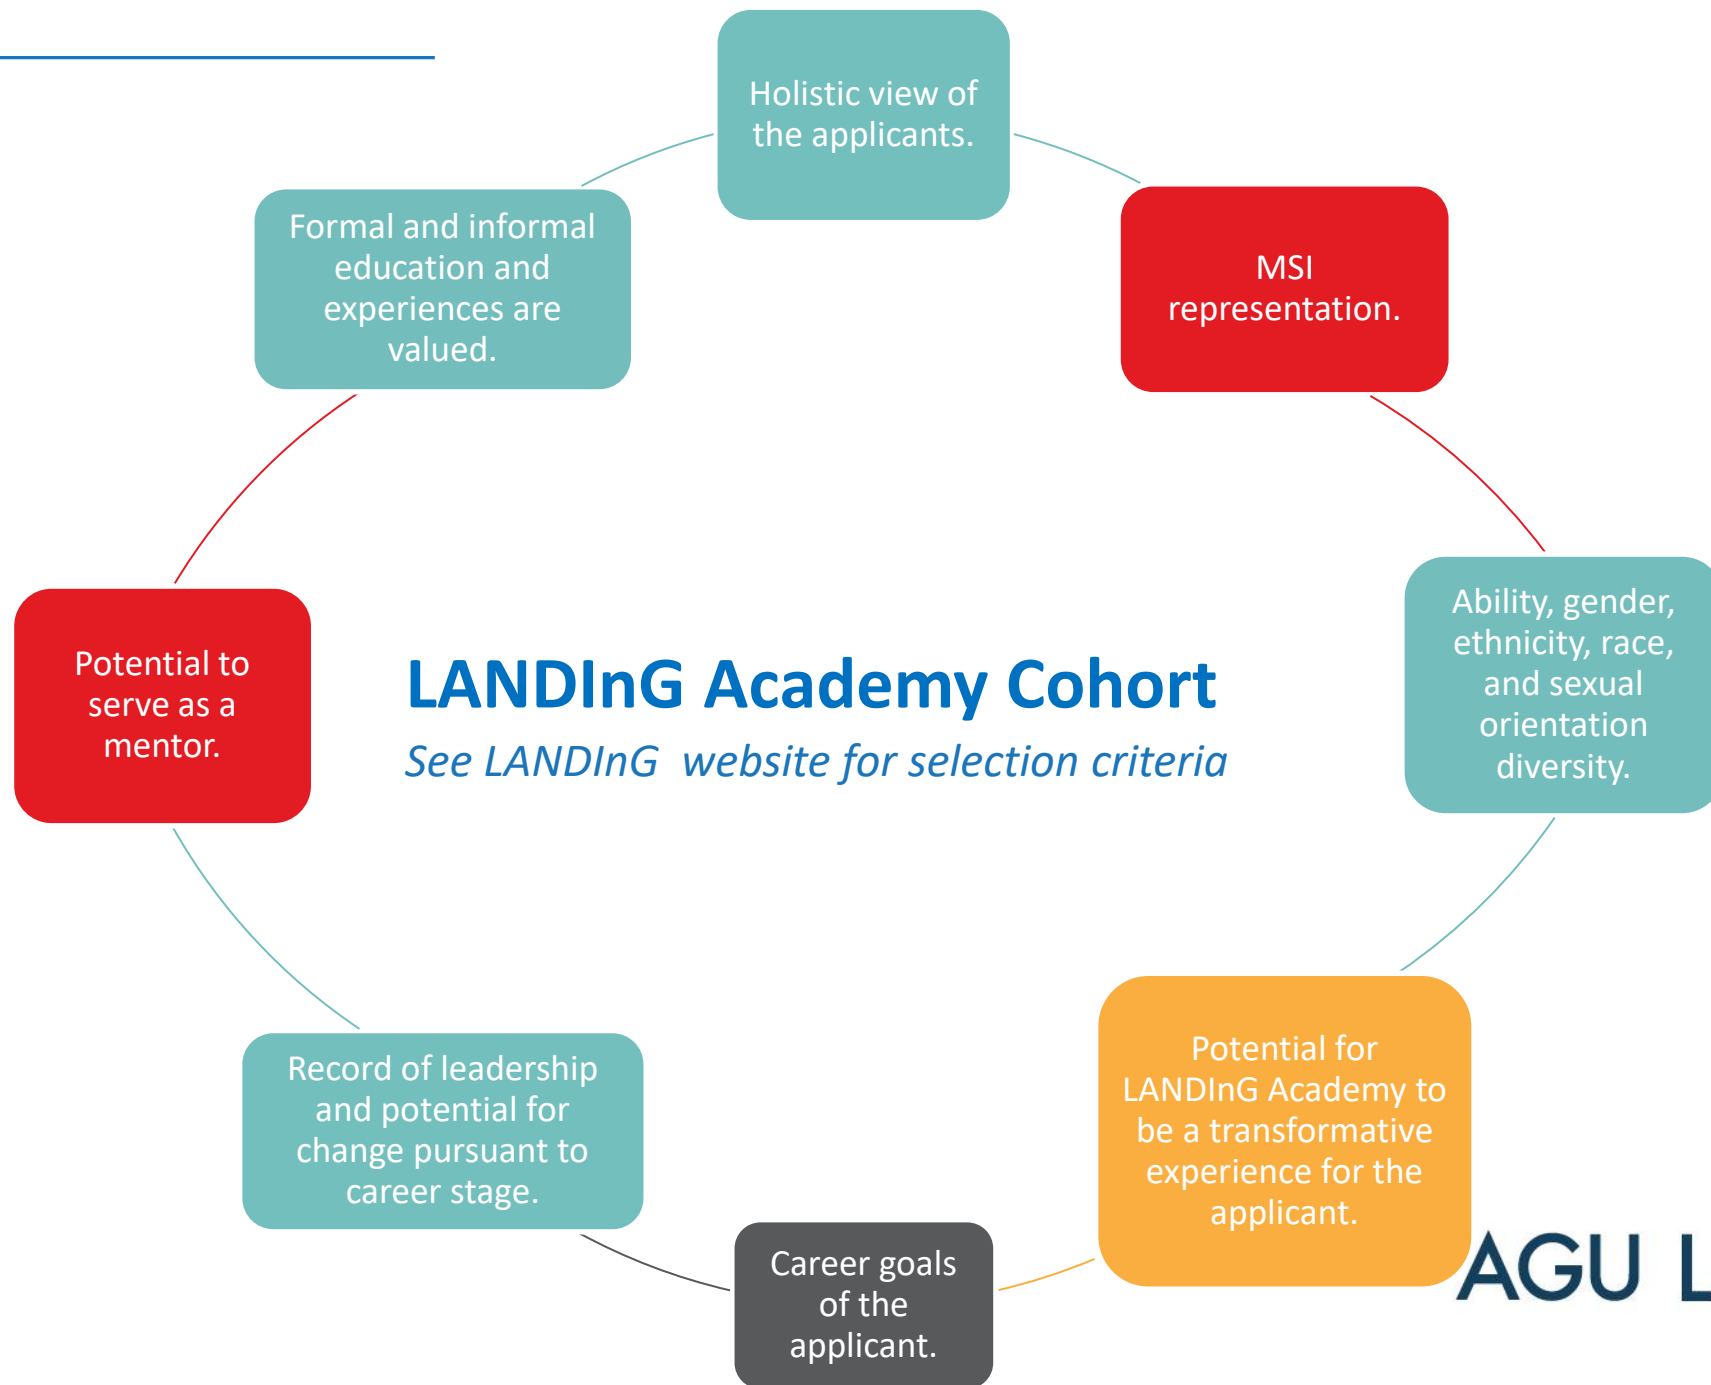 Holistic view of
the applicants.
MSI
representation.
Ability, gender,
ethnicity, race,
and sexual
orientation
diversity.
Potential for
LANDInG Academy to
be a transformative
experience for the
applicant.
Career goals
of the
applicant.
Record of leadership
and potential for
change pursuant to
career stage.
Potential to
serve as a
mentor.
Formal and informal
education and
experiences are
valued.
LANDInG Academy Cohort
See LANDInG website for selection criteria
AGU L